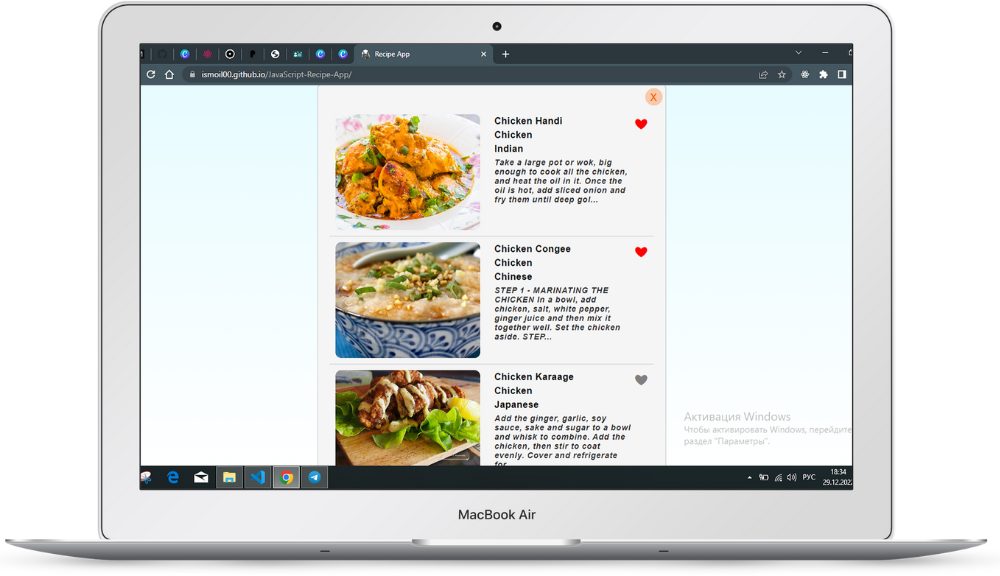 Recipe App
ismoil00.github.io/JavaScript-Recipe-App/
X
Chicken Handi
Chicken
Indian
Take a large pot or wok, big
enough to cook all the chicken,
and heat the oil in it. Once the
oil is hot, add sliced onion and
fry them until deep gol...
Chicken Congee
Chicken
Chinese
STEP 1 - MARINATING THE
CHICKEN In a bowl, add
chicken, salt, white pepper,
ginger juice and then mix it
together well. Set the chicken
aside. STEP...
Chicken Karaage
Chicken
Japanese
Add the ginger, garlic, soy
sauce, sake and sugar to a bowl
and whisk to combine. Add the
chicken, then stir to coat
evenly. Cover and refrigerate
for
Активация Windows
Чтобы активировать Windows, перейдите
раздел "Параметры".
РУС
18:34
29.12.202
MacBook Air